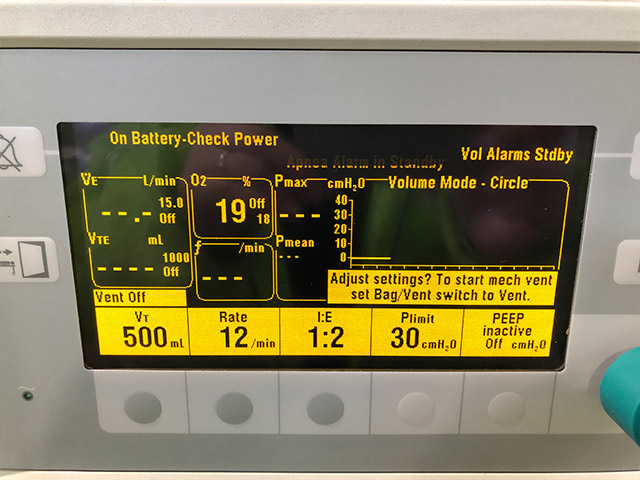 On Battery-Check Power
Apnea Alarm in Standby
Vol Alarms Stdby
V̇E L/min
--.-
15.0
Off
VTE mL
----
1000
Off
O2 %
19
Off
18
f /min
---
Pmax
---
Pmean
---
cmH₂O
Volume Mode - Circle
40
30
20
10
0
Adjust settings? To start mech vent
set Bag/Vent switch to Vent.
Vent Off
VT
500 mL
Rate
12 /min
I:E
1:2
Plimit
30 cmH₂O
PEEP
inactive
Off cmH₂O